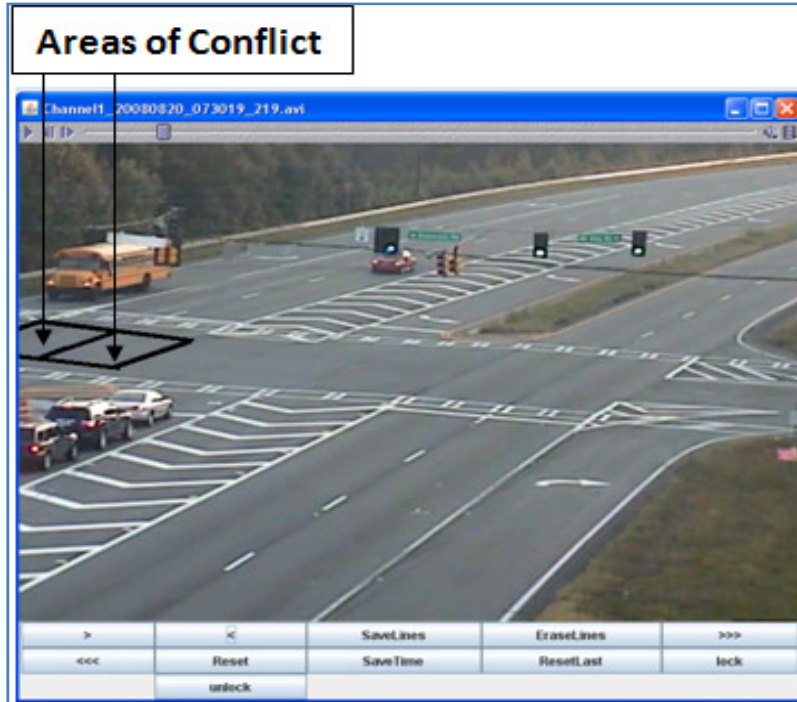 Areas of Conflict
Channel1_20080820_073019_219.avi
> < SaveLines EraseLines >>>
<<< Reset SaveTime ResetLast lock
unlock